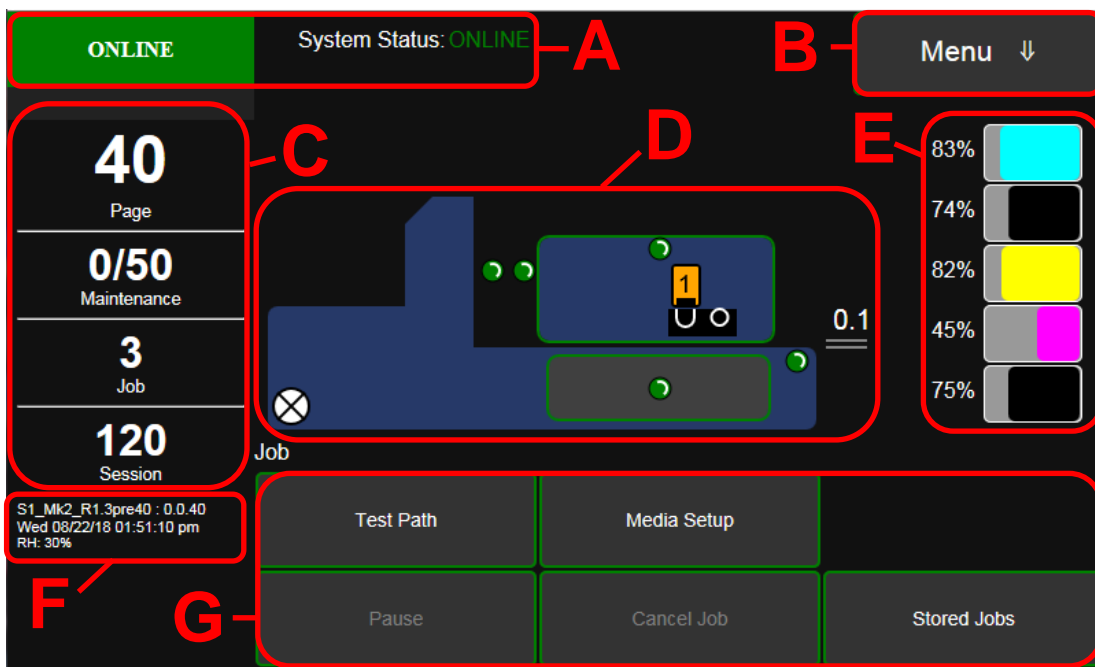 ONLINE
System Status: ONLINE
A
B
Menu ⇓
40
Page
0/50
Maintenance
3
Job
120
Session
C
D
1
0.1
E
83%
74%
82%
45%
75%
Job
S1_Mk2_R1.3pre40 : 0.0.40
Wed 08/22/18 01:51:10 pm
RH: 30%
F
G
Test Path
Media Setup
Pause
Cancel Job
Stored Jobs